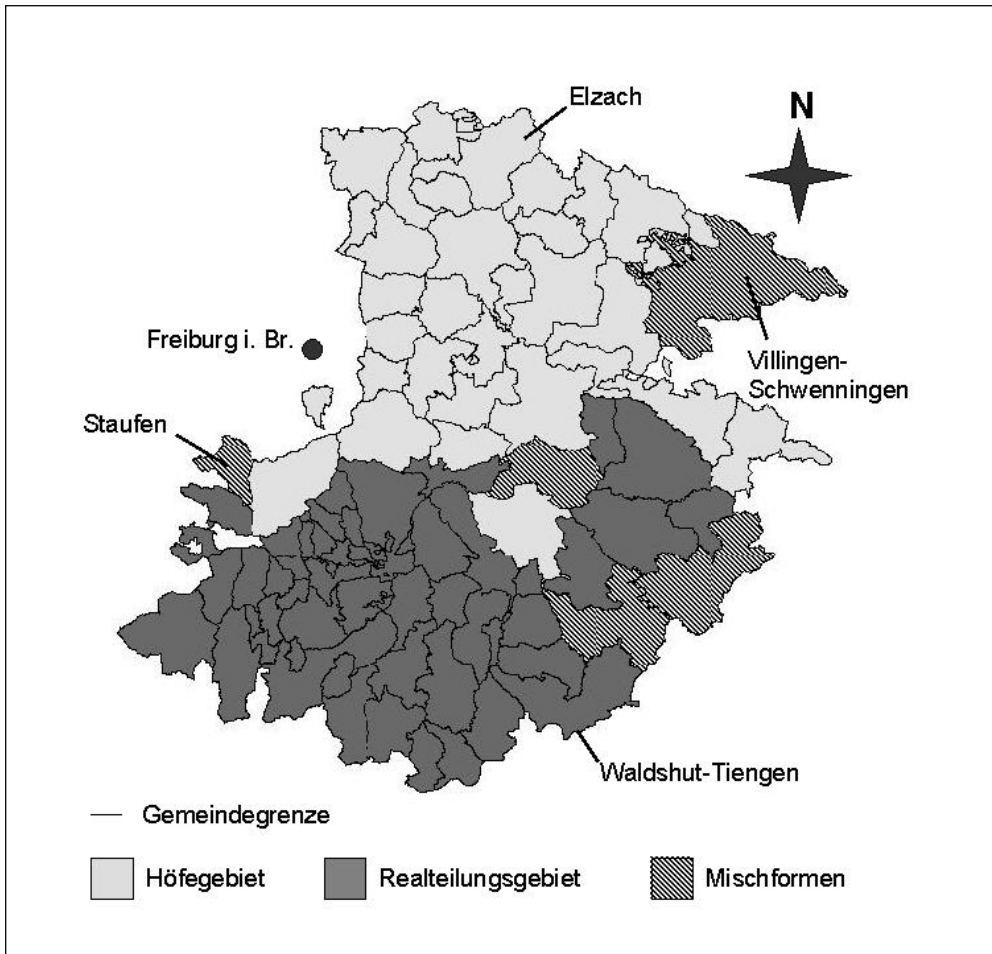 Elzach
N
Freiburg i. Br.
Villingen-
Schwenningen
Staufen
Waldshut-Tiengen
Gemeindegrenze
Höfegebiet
Realteilungsgebiet
Mischformen